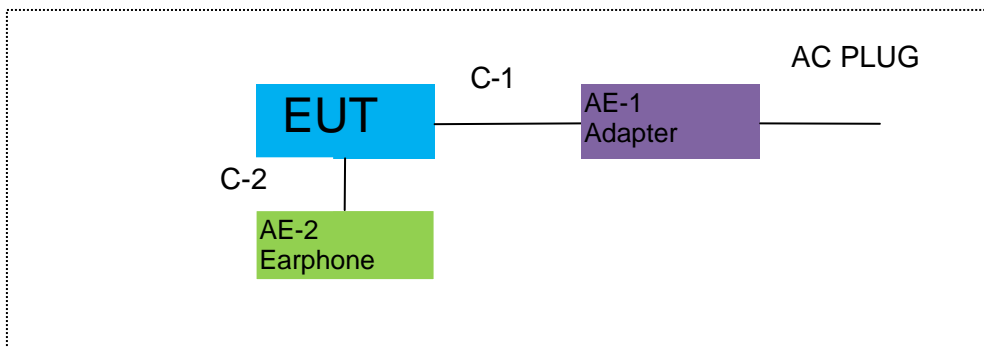 AC PLUG
C-1
EUT
AE-1
Adapter
C-2
AE-2
Earphone